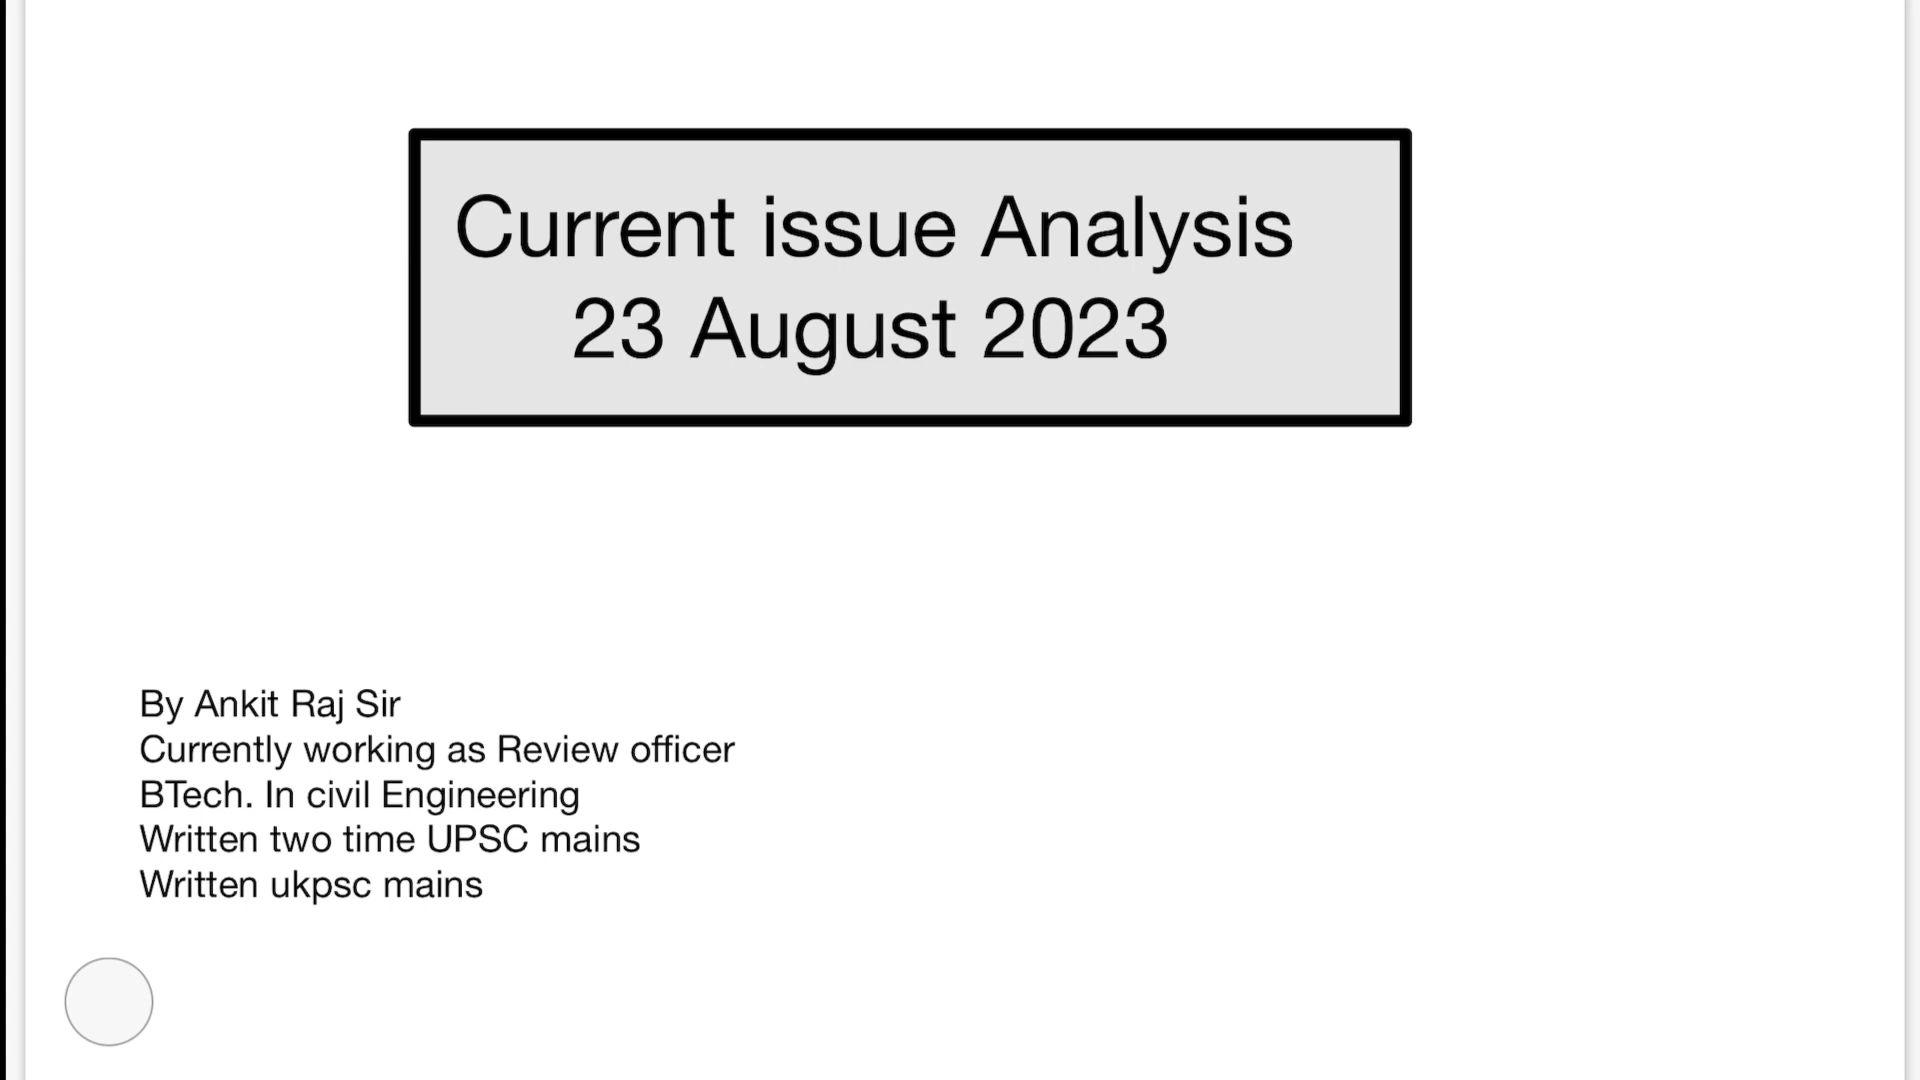 Current issue Analysis
23 August 2023
By Ankit Raj Sir
Currently working as Review officer
BTech. In civil Engineering
Written two time UPSC mains
Written ukpsc mains